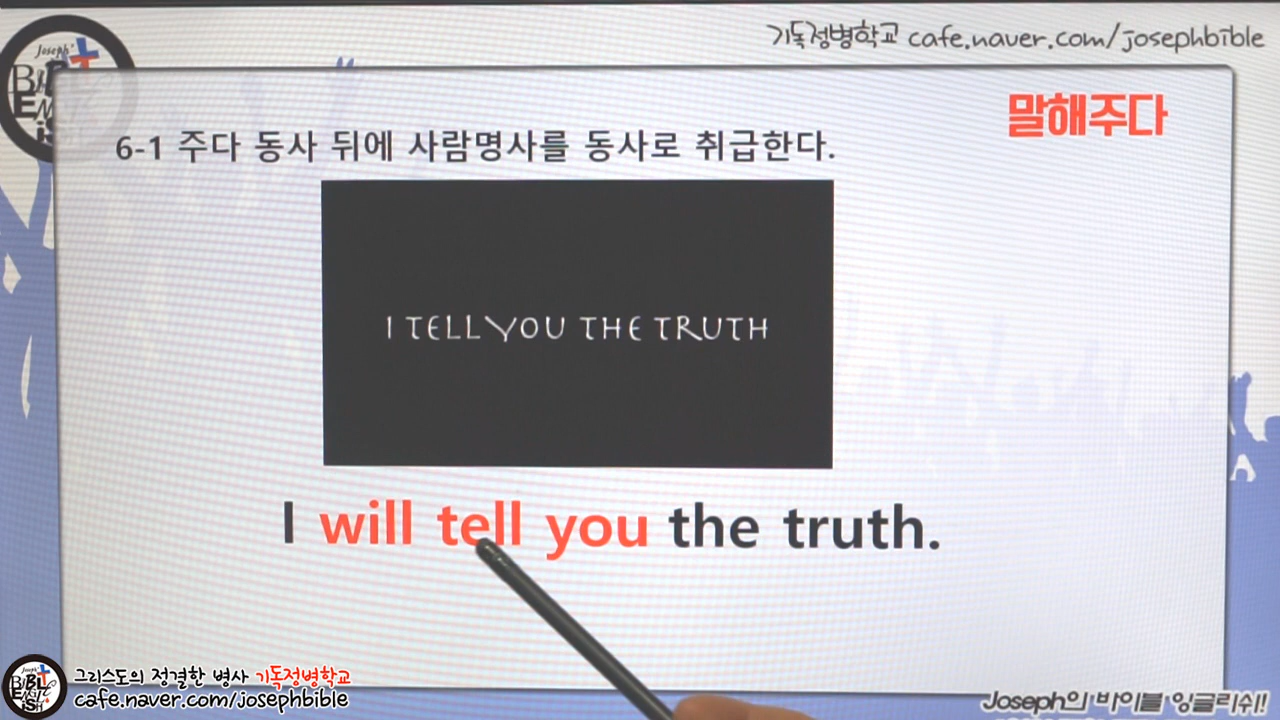 기독정병학교 cafe.naver.com/josephbible
Joseph'
말해주다
6-1 주다 동사 뒤에 사람명사를 동사로 취급한다.
I TELL YOU THE TRUTH
I will tell you the truth.
그리스도의 정결한 병사 기독정병학교
cafe.naver.com/josephbible
Joseph의 바이블 잉글리쉬!